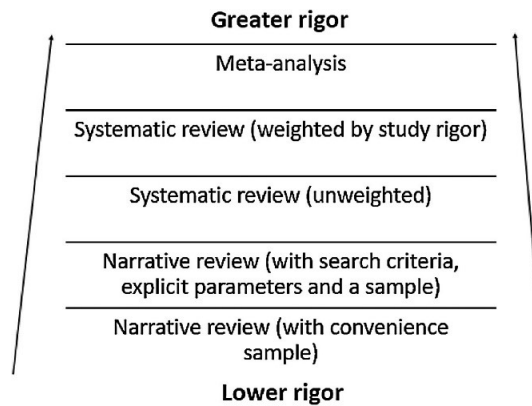 Greater rigor
Meta-analysis
Systematic review (weighted by study rigor)
Systematic review (unweighted)
Narrative review (with search criteria,
explicit parameters and a sample)
Narrative review (with convenience
sample)
Lower rigor